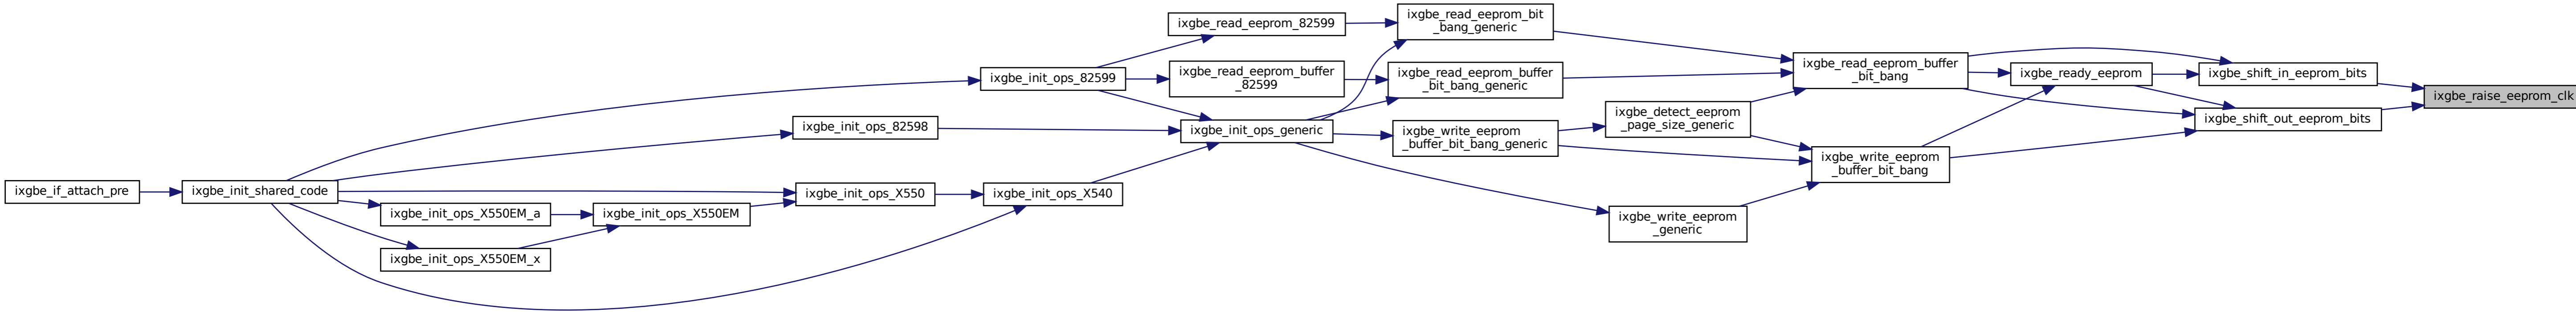 ixgbe_if_attach_pre
ixgbe_init_shared_code
ixgbe_init_ops_X550EM_a
ixgbe_init_ops_X550EM_x
ixgbe_init_ops_X550EM
ixgbe_init_ops_82598
ixgbe_init_ops_X550
ixgbe_init_ops_82599
ixgbe_init_ops_X540
ixgbe_read_eeprom_82599
ixgbe_read_eeprom_buffer
_82599
ixgbe_init_ops_generic
ixgbe_read_eeprom_bit
_bang_generic
ixgbe_read_eeprom_buffer
_bit_bang_generic
ixgbe_write_eeprom
_buffer_bit_bang_generic
ixgbe_detect_eeprom
_page_size_generic
ixgbe_write_eeprom
_generic
ixgbe_read_eeprom_buffer
_bit_bang
ixgbe_write_eeprom
_buffer_bit_bang
ixgbe_ready_eeprom
ixgbe_shift_in_eeprom_bits
ixgbe_shift_out_eeprom_bits
ixgbe_raise_eeprom_clk